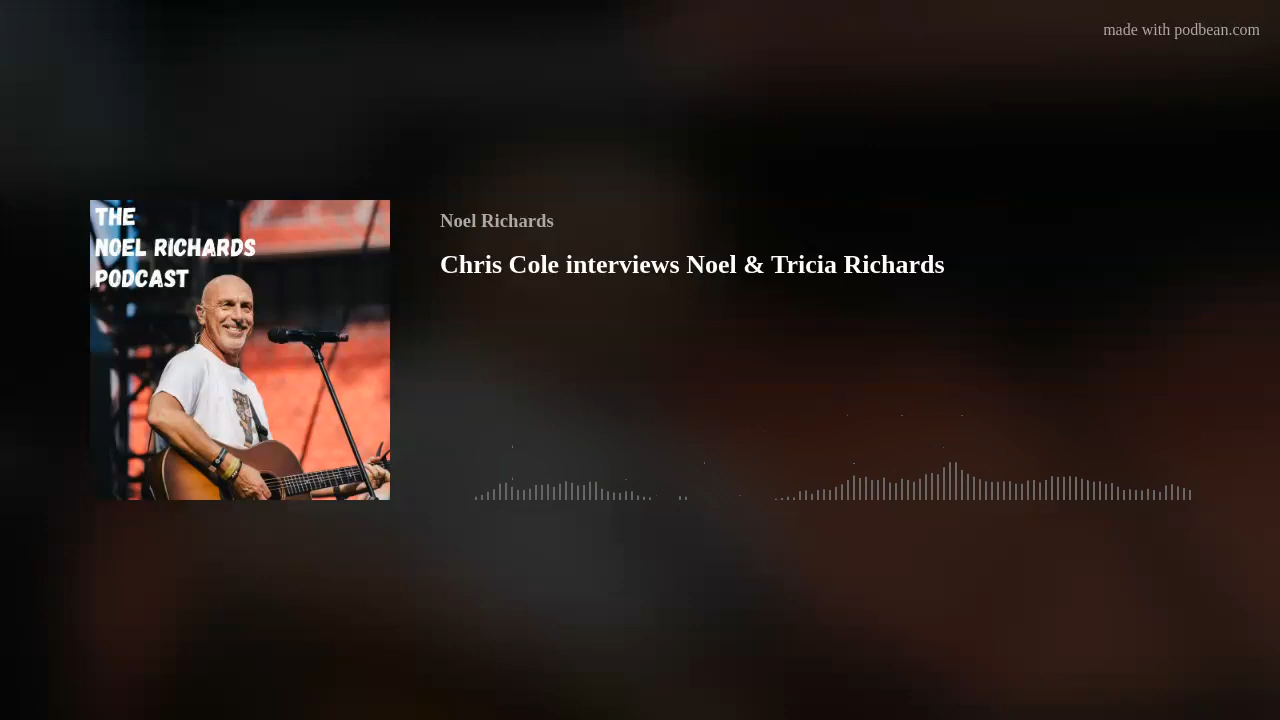 made with podbean.com
THE
NOEL RICHARDS
PODCAST
Noel Richards
Chris Cole interviews Noel & Tricia Richards